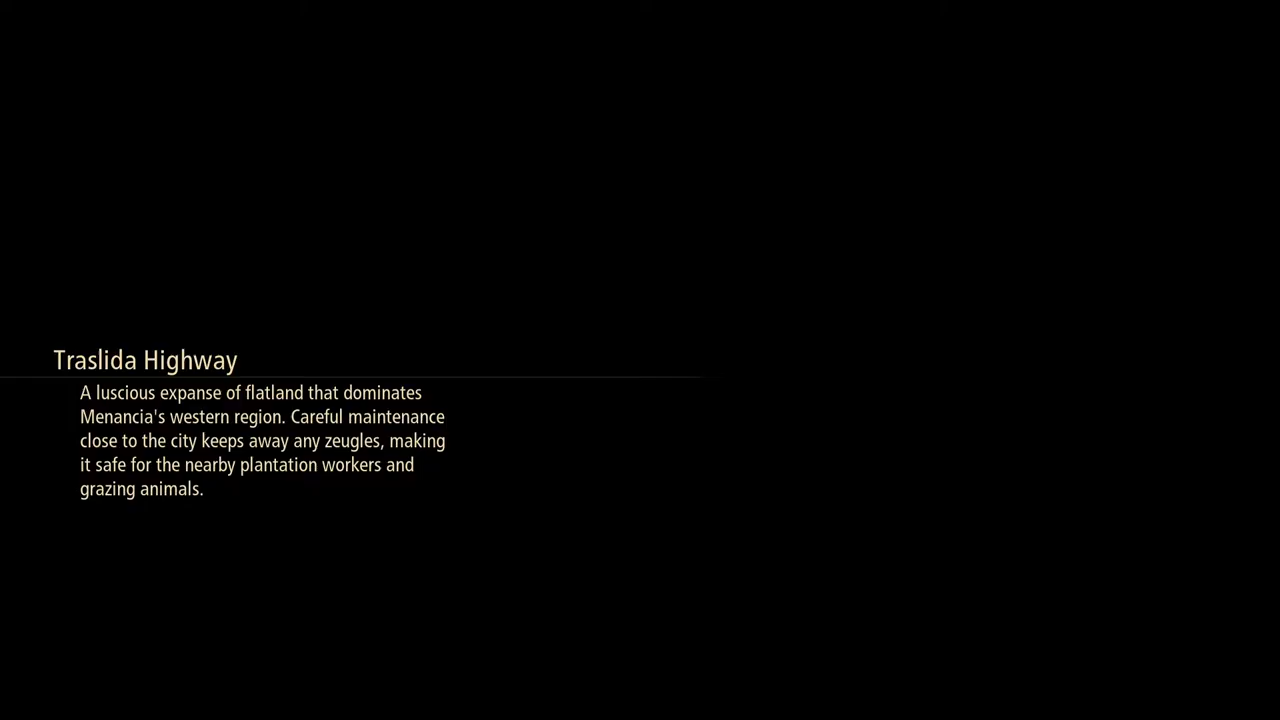 Traslida Highway
A luscious expanse of flatland that dominates
Menancia's western region. Careful maintenance
close to the city keeps away any zeugles, making
it safe for the nearby plantation workers and
grazing animals.